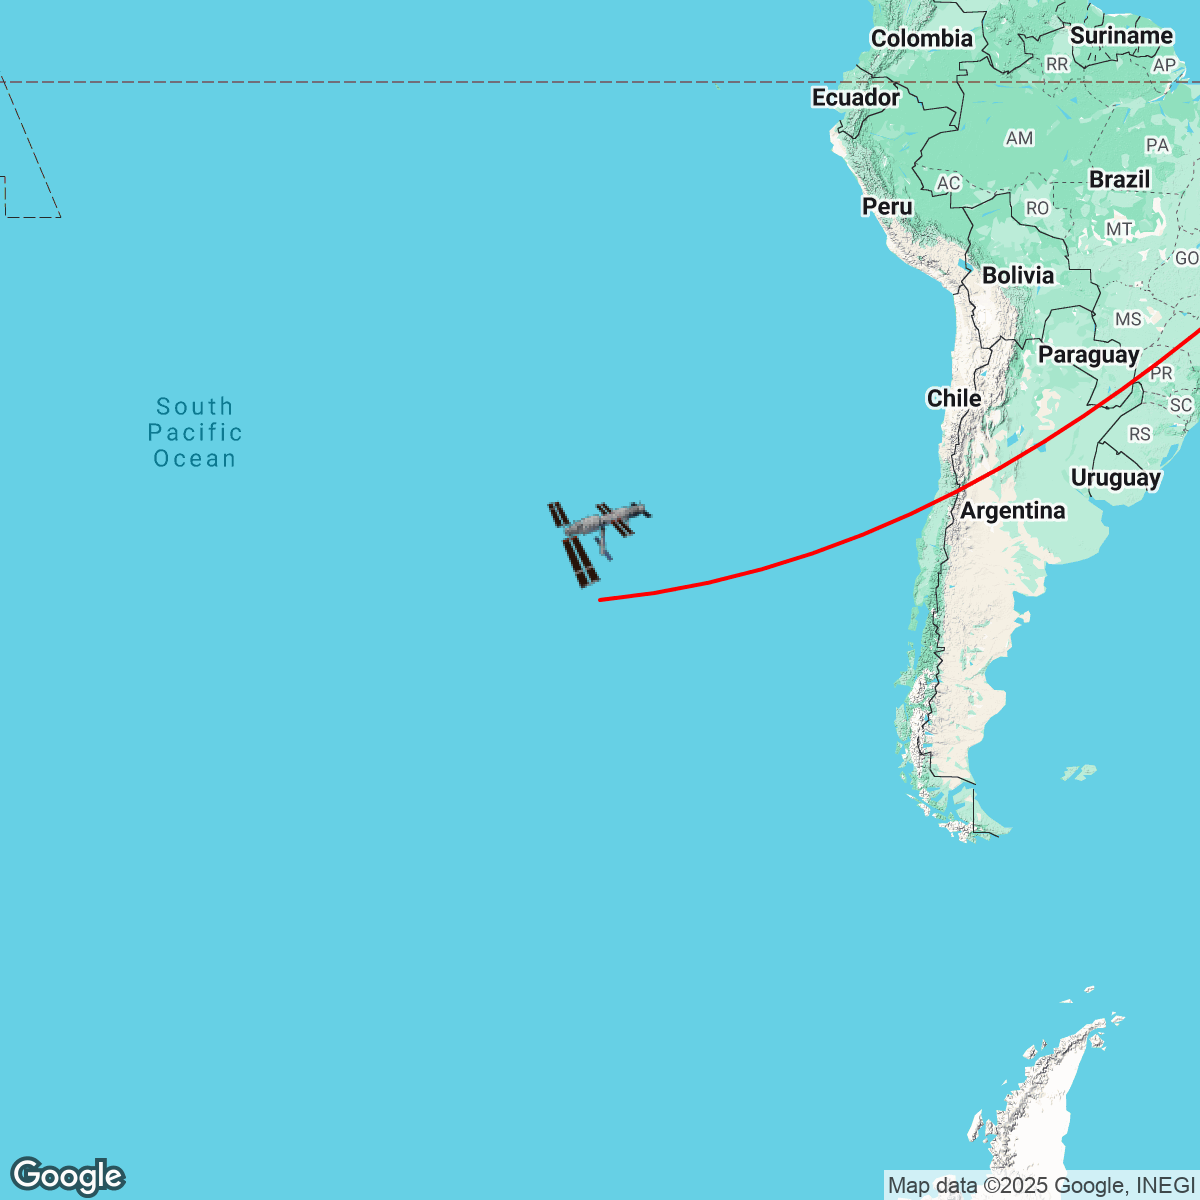 Colombia
Suriname
RR
AP
Ecuador
AM
PA
Brazil
AC
Peru
RO
MT
GO
Bolivia
MS
Paraguay
PR
Chile
SC
South
Pacific
Ocean
RS
Uruguay
Argentina
Google
Map data ©2025 Google, INEGI